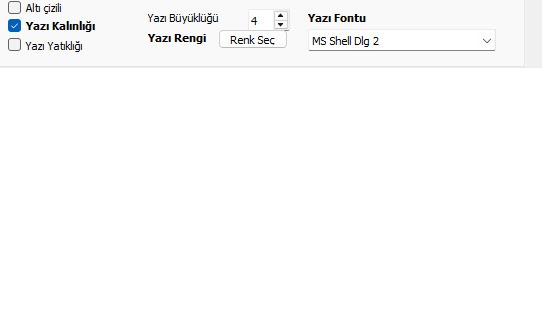 Altı çizili
Yazı Kalınlığı
Yazı Yatıklığı
Yazı Büyüklüğü 4
Yazı Rengi Renk Seç
Yazı Fontu
MS Shell Dlg 2